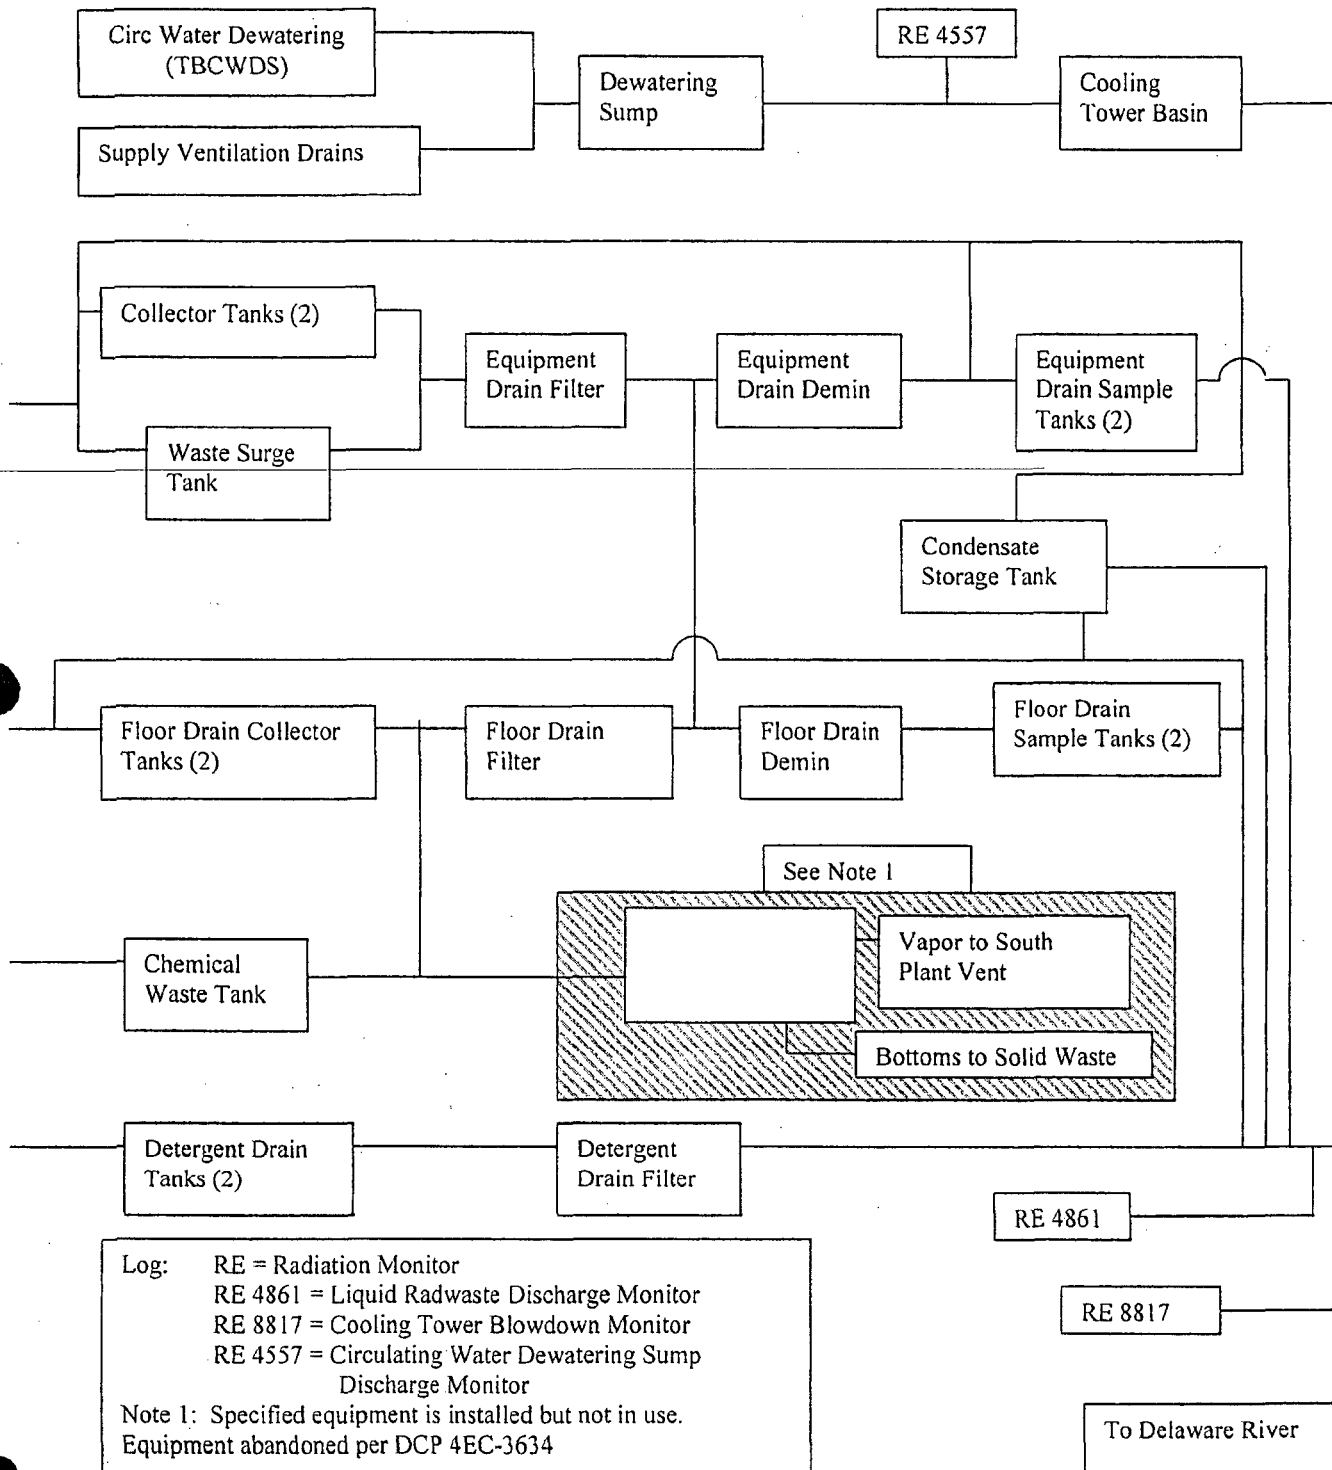 Circ Water Dewatering
(TBCWDS)
RE 4557
Dewatering
Sump
Cooling
Tower Basin
Supply Ventilation Drains
Collector Tanks (2)
Equipment
Drain Filter
Equipment
Drain Demin
Equipment
Drain Sample
Tanks (2)
Waste Surge
Tank
Condensate
Storage Tank
Floor Drain Collector
Tanks (2)
Floor Drain
Filter
Floor Drain
Demin
Floor Drain
Sample Tanks (2)
See Note 1
Chemical
Waste Tank
Vapor to South
Plant Vent
Bottoms to Solid Waste
Detergent Drain
Tanks (2)
Detergent
Drain Filter
RE 4861
RE 8817
Log: RE = Radiation Monitor
RE 4861 = Liquid Radwaste Discharge Monitor
RE 8817 = Cooling Tower Blowdown Monitor
RE 4557 = Circulating Water Dewatering Sump
Discharge Monitor
Note 1: Specified equipment is installed but not in use.
Equipment abandoned per DCP 4EC-3634
To Delaware River